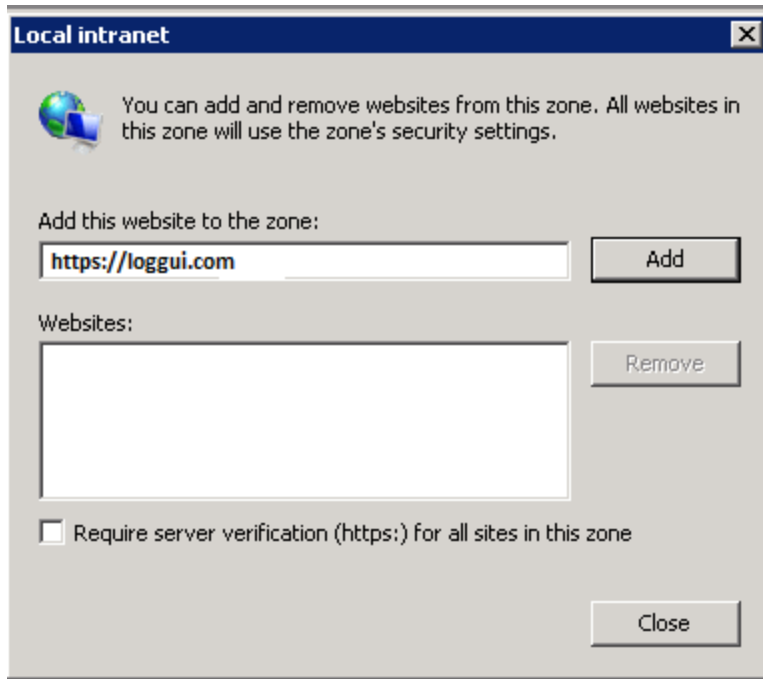 Local intranet
You can add and remove websites from this zone. All websites in
this zone will use the zone's security settings.
Add this website to the zone:
https://loggui.com
Add
Websites:
Remove
Require server verification (https:) for all sites in this zone
Close